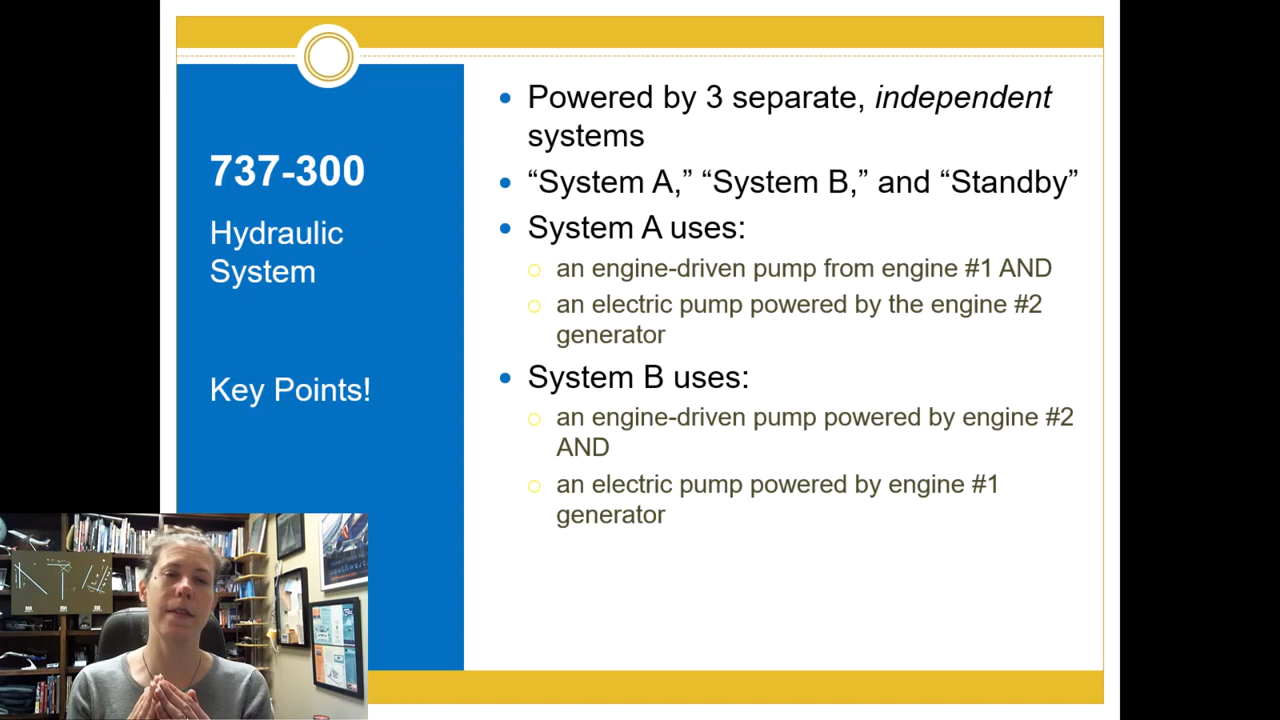 737-300
Hydraulic
System
Key Points!
Powered by 3 separate, independent
systems
“System A,” “System B,” and “Standby”
System A uses:
an engine-driven pump from engine #1 AND
an electric pump powered by the engine #2
generator
System B uses:
an engine-driven pump powered by engine #2
AND
an electric pump powered by engine #1
generator